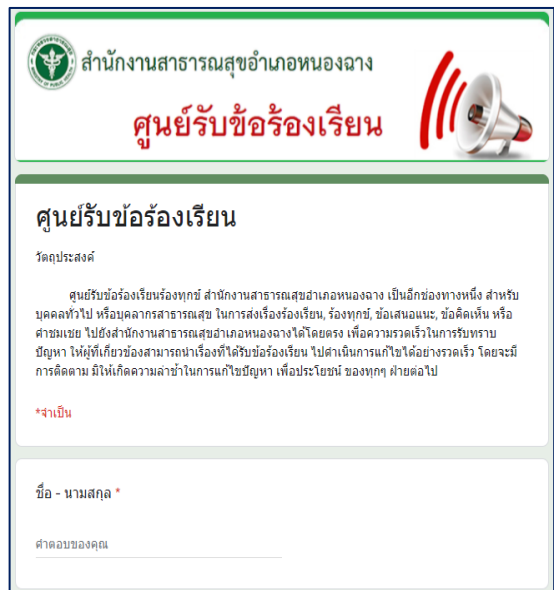 สำนักงานสาธารณสุขอำเภอหนองฉาง
ศูนย์รับข้อร้องเรียน
ศูนย์รับข้อร้องเรียน
วัตถุประสงค์
ศูนย์รับข้อร้องเรียนร้องทุกข์ สำนักงานสาธารณสุขอำเภอหนองฉาง เป็นอีกช่องทางหนึ่ง สำหรับ
บุคคลทั่วไป หรือบุคลากรสาธารณสุข ในการส่งเรื่องร้องเรียน, ร้องทุกข์, ข้อเสนอแนะ, ข้อคิดเห็น หรือ
คำชมเชย ไปยังสำนักงานสาธารณสุขอำเภอหนองฉางได้โดยตรง เพื่อความรวดเร็วในการรับทราบ
ปัญหา ให้ผู้ที่เกี่ยวข้องสามารถนำเรื่องที่ได้รับข้อร้องเรียน ไปดำเนินการแก้ไขได้อย่างรวดเร็ว โดยจะมี
การติดตาม มิให้เกิดความล่าช้าในการแก้ไขปัญหา เพื่อประโยชน์ ของทุกๆ ฝ่ายต่อไป
*จำเป็น
ชื่อ - นามสกุล *
คำตอบของคุณ